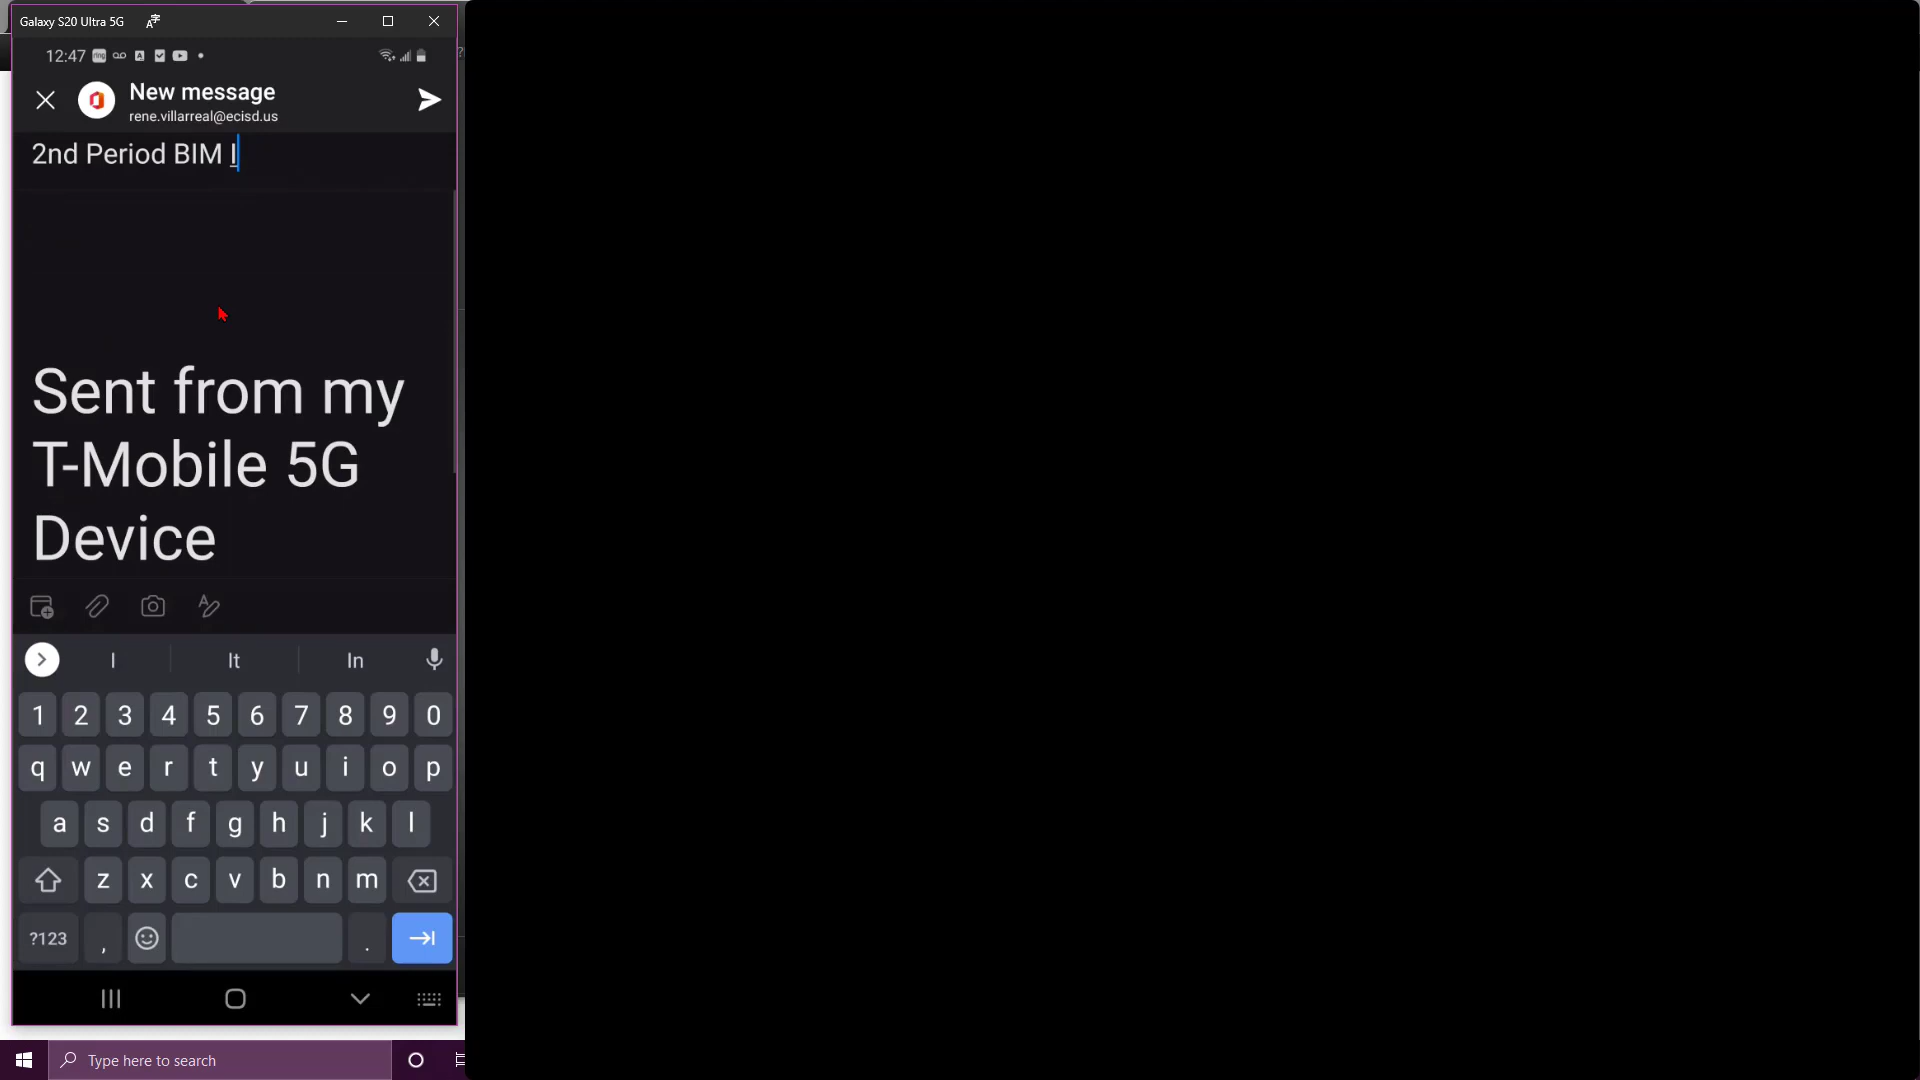 Galaxy S20 Ultra 5G
12:47
New message
rene.villarreal@ecisd.us
2nd Period BIM I
Sent from my
T-Mobile 5G
Device
I It In
1 2 3 4 5 6 7 8 9 0
q w e r t y u i o p
a s d f g h j k l
z x c v b n m
?123 , .
Type here to search